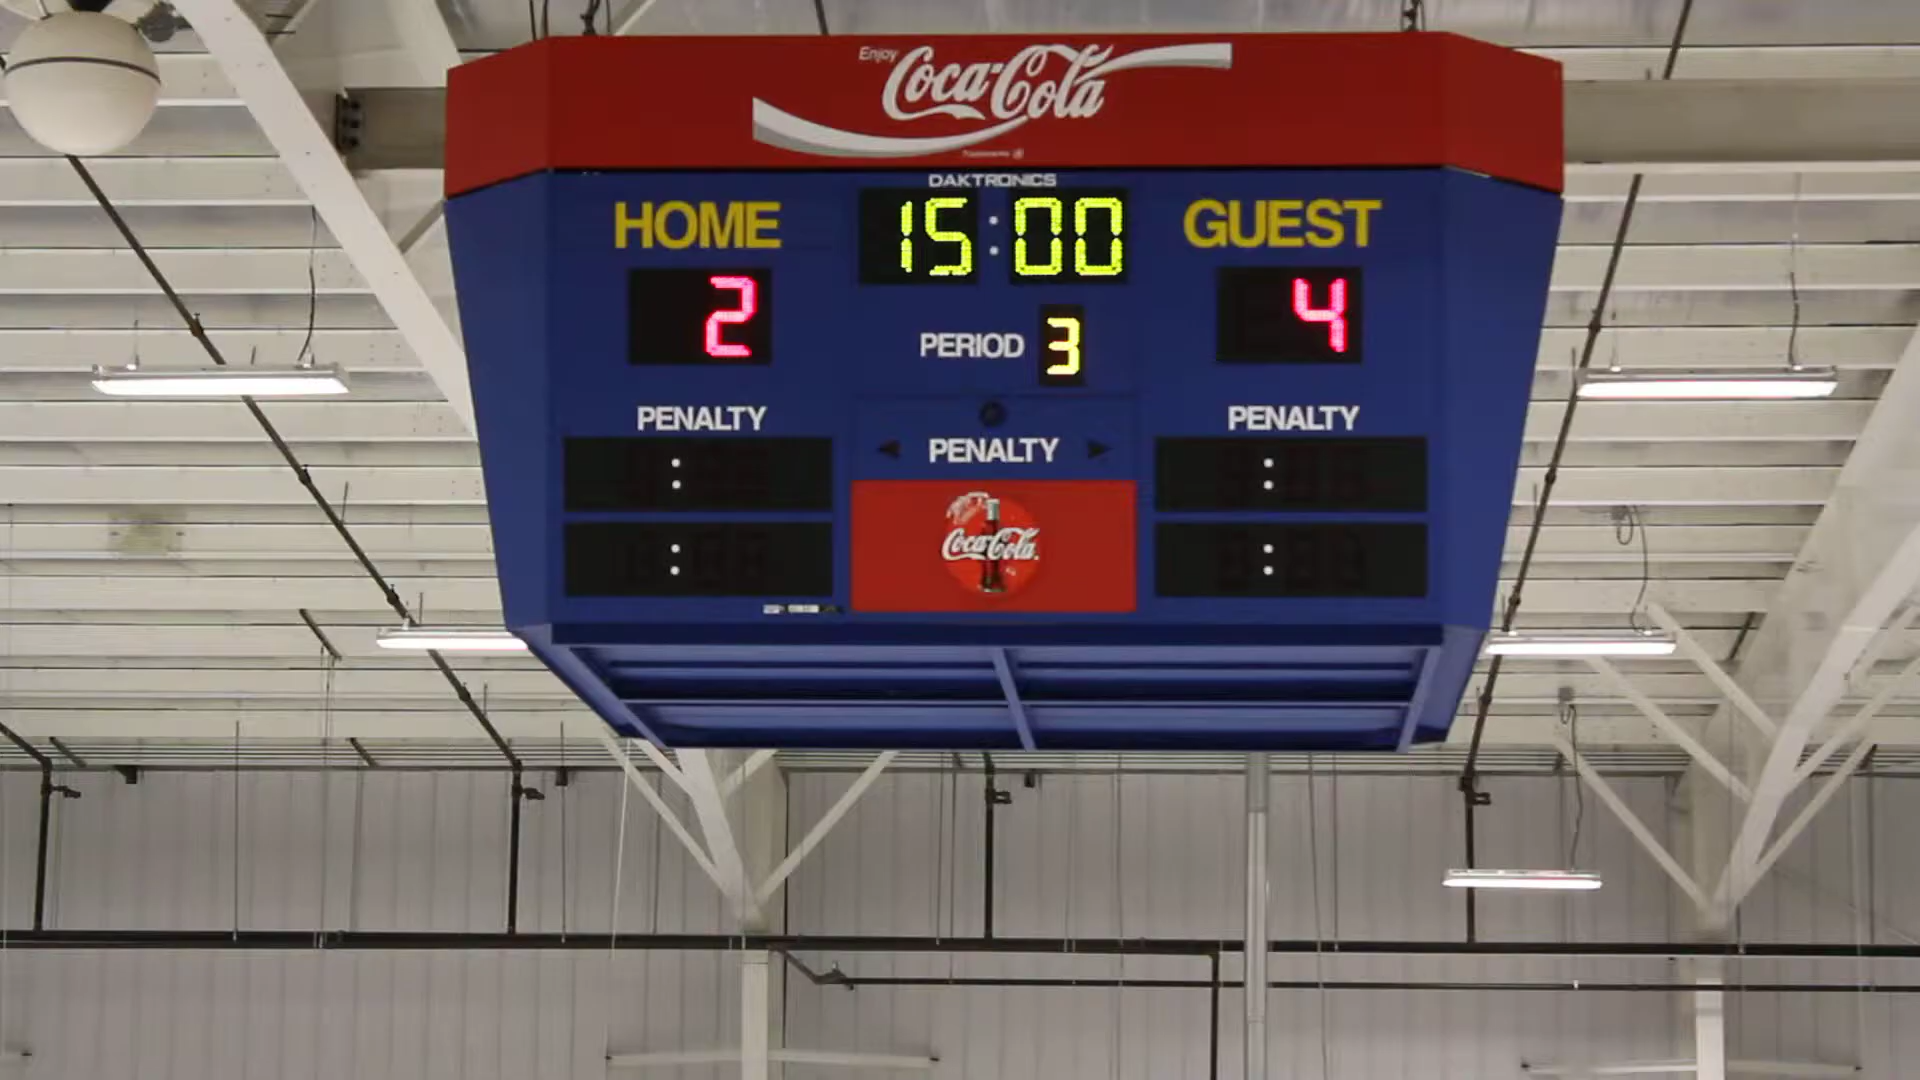 Enjoy
Coca-Cola
DAKTRONICS
HOME 15:00 GUEST
2 PERIOD 3 4
PENALTY PENALTY
PENALTY
Coca-Cola